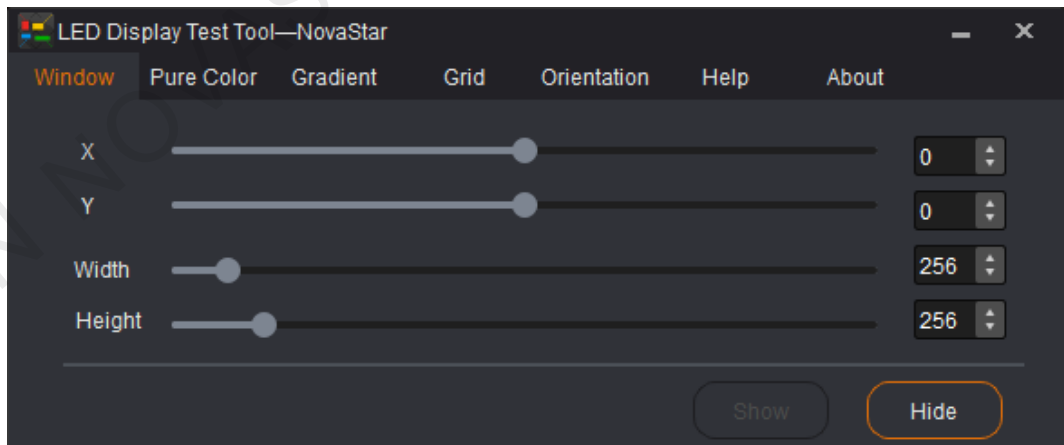 LED Display Test Tool—NovaStar
Window Pure Color Gradient Grid Orientation Help About
X 0
Y 0
Width 256
Height 256
Show Hide